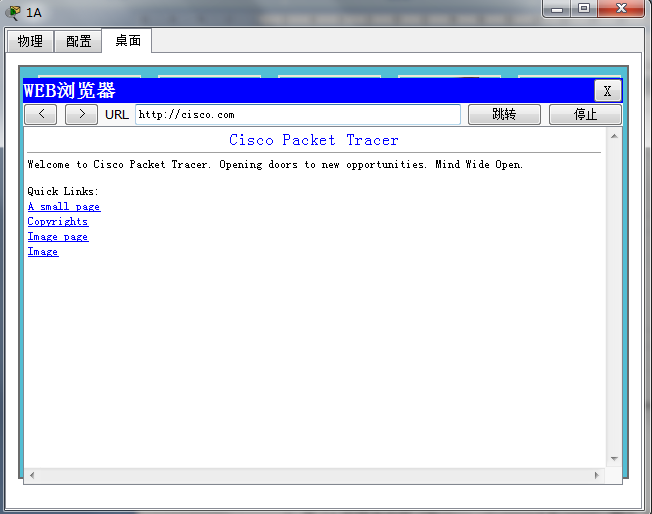 1A
物理 配置 桌面
WEB浏览器 X
< > URL http://cisco.com 跳转 停止
Cisco Packet Tracer
Welcome to Cisco Packet Tracer. Opening doors to new opportunities. Mind Wide Open.
Quick Links:
A small page
Copyrights
Image page
Image